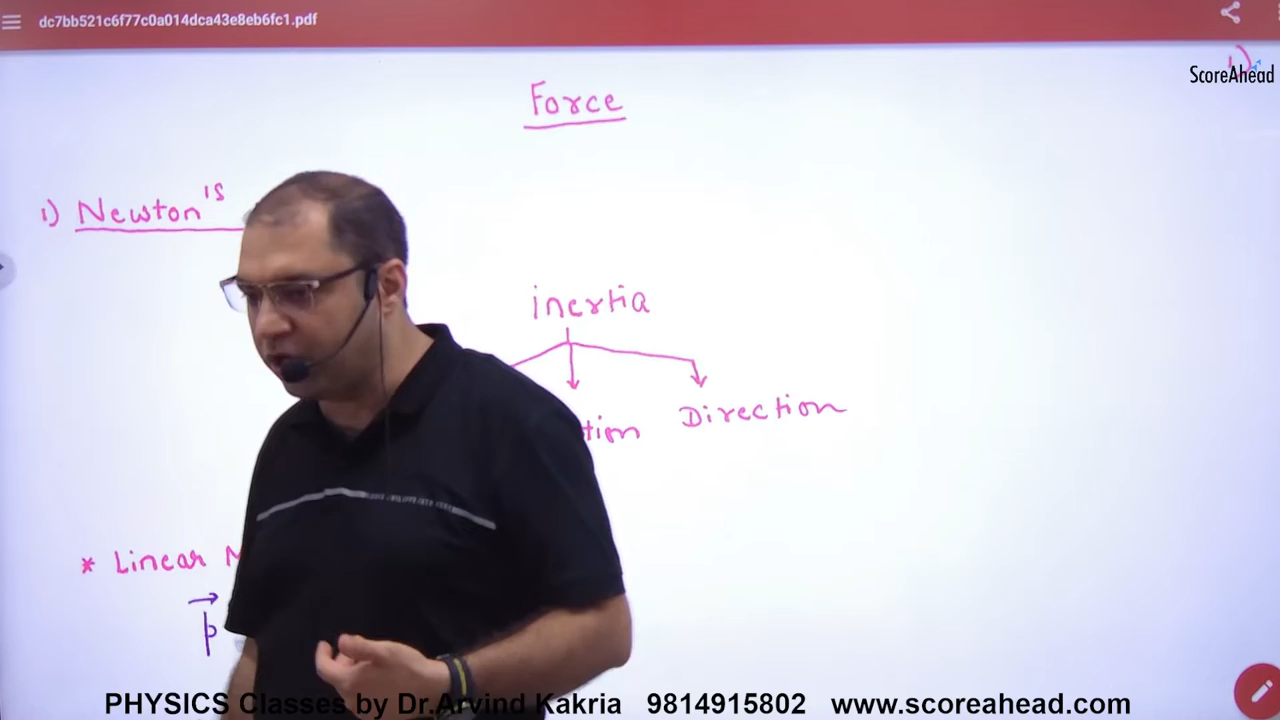 dc7bb521c6f77c0a014dca43e8eb6fc1.pdf
ScoreAhead
Force
1) Newton's
inertia
tion Direction
* Linear M
p
PHYSICS Classes by Dr.Arvind Kakria 9814915802 www.scoreahead.com